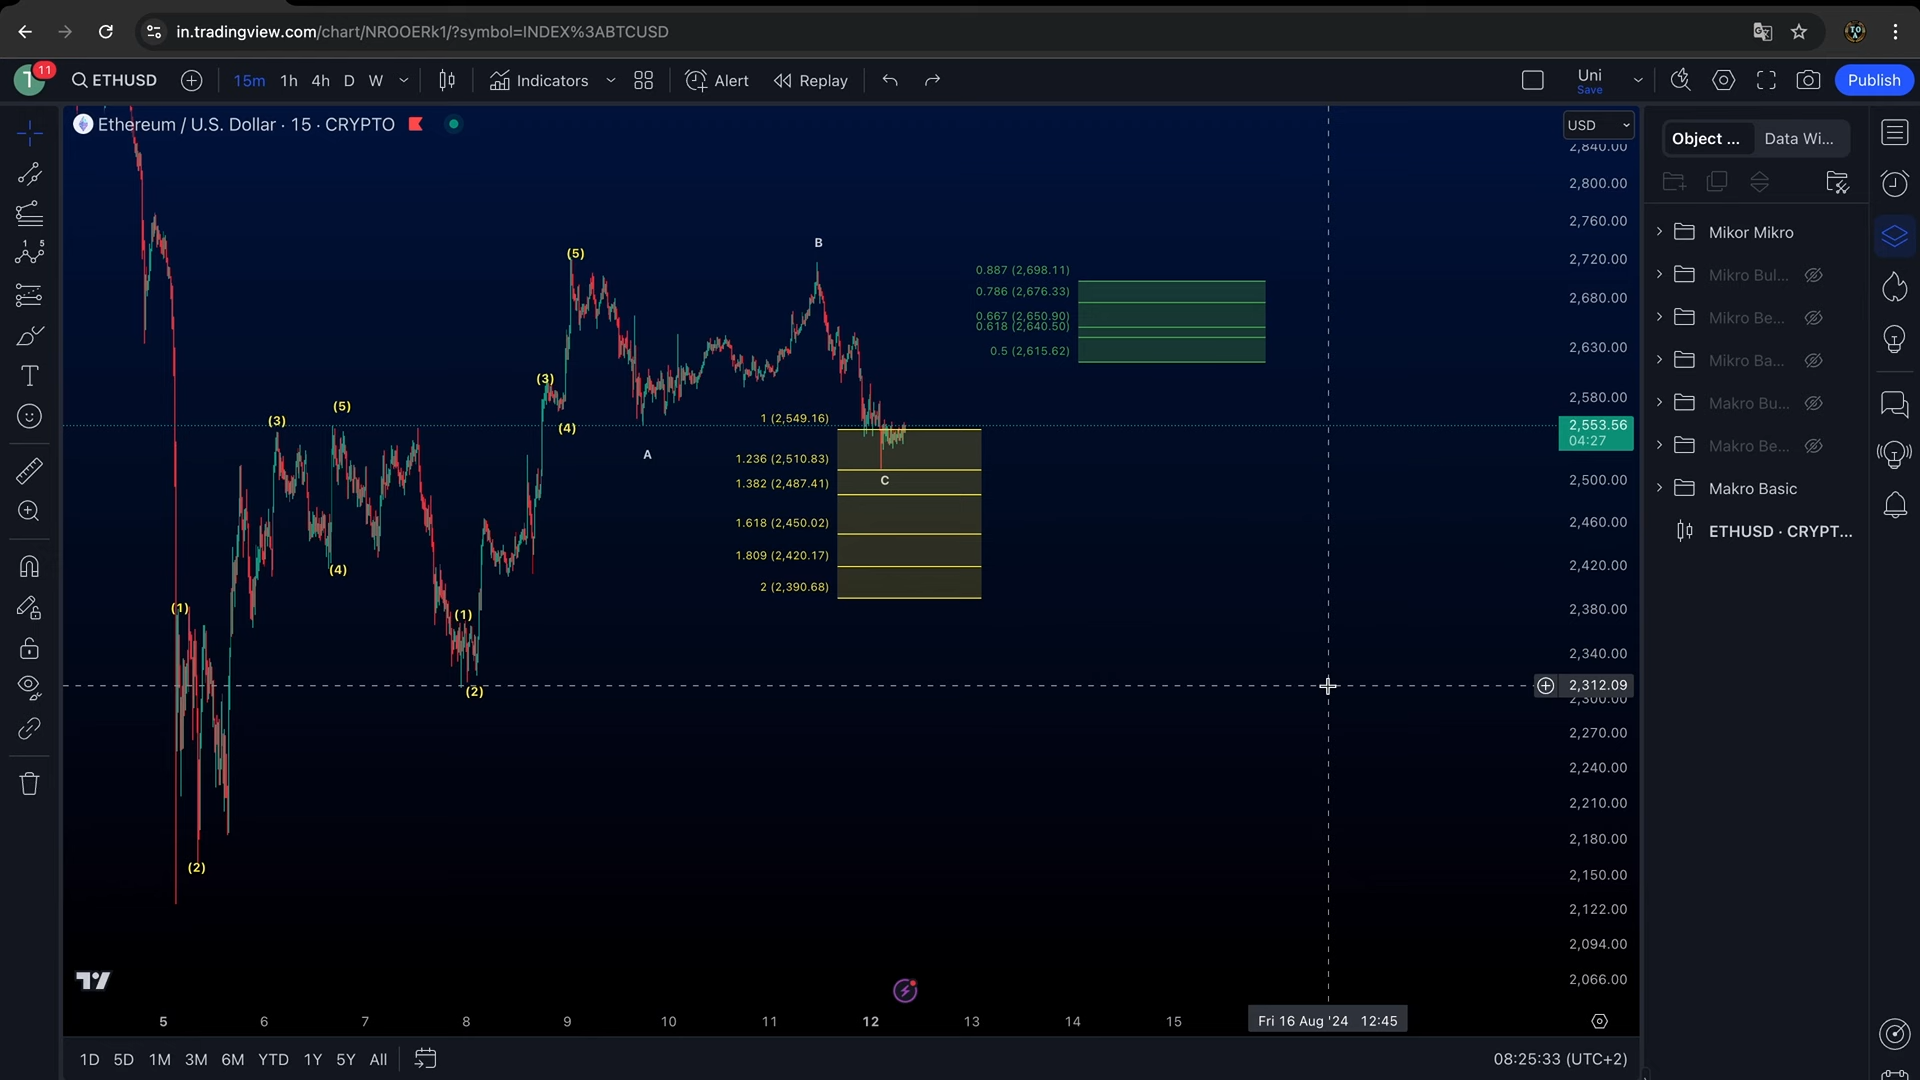 in.tradingview.com/chart/NROOERk1/?symbol=INDEX%3ABTCUSD
T 11 ETHUSD 15m 1h 4h D W Indicators Alert Replay Uni Save Publish
Ethereum / U.S. Dollar · 15 · CRYPTO
USD
Object ... Data Wi...
2,840.00
2,800.00
2,760.00
2,720.00
2,680.00
2,630.00
2,580.00
2,553.56
04:27
2,500.00
2,460.00
2,420.00
2,380.00
2,340.00
2,312.09
2,300.00
2,270.00
2,240.00
2,210.00
2,180.00
2,150.00
2,122.00
2,094.00
2,066.00
Mikor Mikro
Mikro Bul...
Mikro Be...
Mikro Ba...
Makro Bu...
Makro Be...
Makro Basic
ETHUSD · CRYPT...
B
(5)
0.887 (2,698.11)
0.786 (2,676.33)
0.667 (2,650.90)
0.618 (2,640.50)
0.5 (2,615.62)
(3)
(5)
(3)
(4)
A
1 (2,549.16)
1.236 (2,510.83)
1.382 (2,487.41)
1.618 (2,450.02)
1.809 (2,420.17)
2 (2,390.68)
C
(4)
(1)
(1)
(2)
(2)
5 6 7 8 9 10 11 12 13 14 15 Fri 16 Aug '24 12:45
1D 5D 1M 3M 6M YTD 1Y 5Y All 08:25:33 (UTC+2)